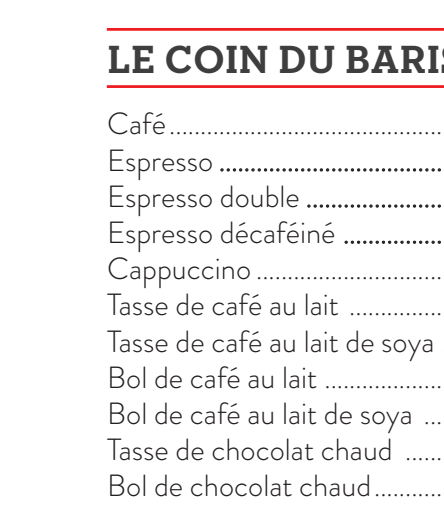 LE COIN DU BARIS
Café
Espresso
Espresso double
Espresso décaféiné
Cappuccino
Tasse de café au lait
Tasse de café au lait de soya
Bol de café au lait
Bol de café au lait de soya
Tasse de chocolat chaud
Bol de chocolat chaud